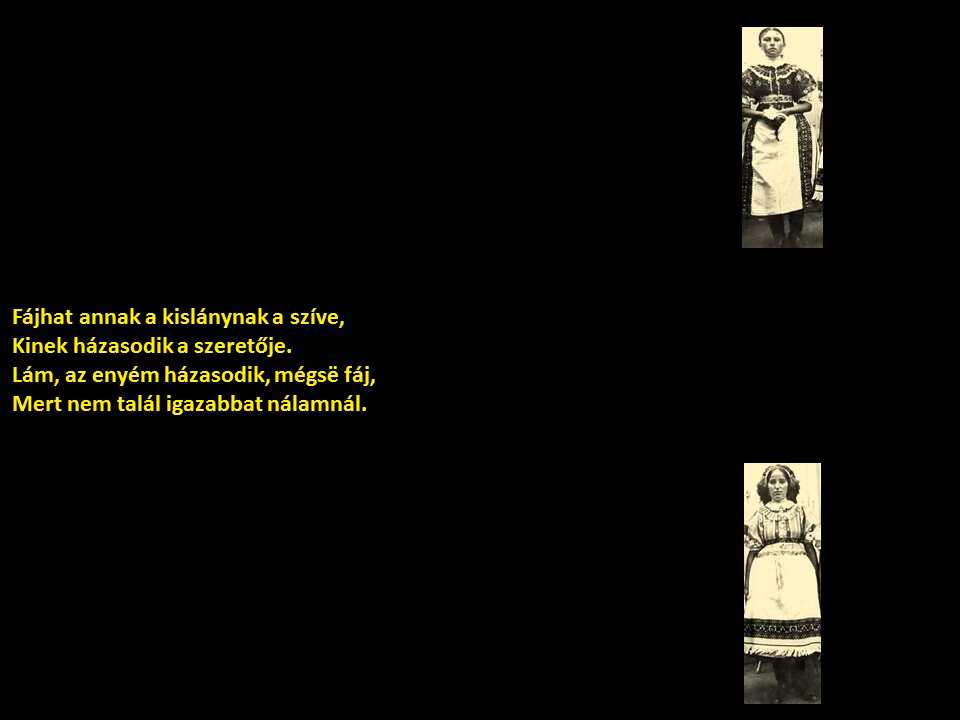 Fájhat annak a kislánynak a szíve,
Kinek házasodik a szeretője.
Lám, az enyém házasodik, mégsë fáj,
Mert nem talál igazabbat nálamnál.